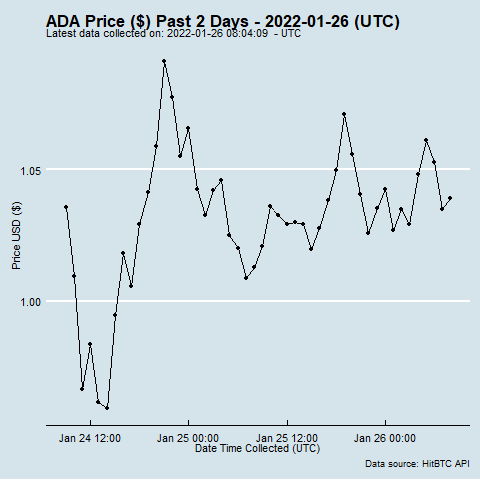 ADA Price ($) Past 2 Days - 2022-01-26 (UTC)
Latest data collected on: 2022-01-26 08:04:09  - UTC
1.05
Price USD ($)
1.00
Jan 24 12:00 Jan 25 00:00 Jan 25 12:00 Jan 26 00:00
Date Time Collected (UTC)
Data source: HitBTC API